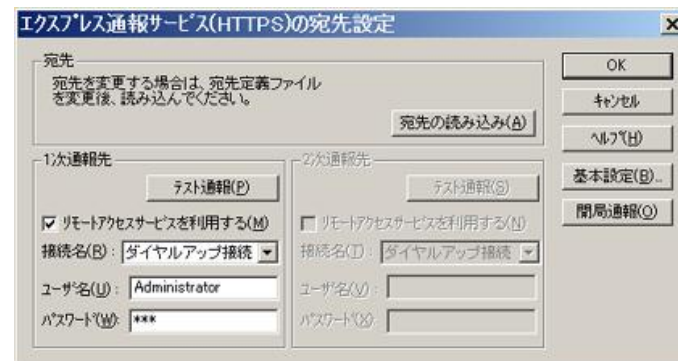 エクスプレス通報サービス(HTTPS)の宛先設定
宛先
宛先を変更する場合は、宛先定義ファイル
を変更後、読み込んでください。
宛先の読み込み(A)
OK
キャンセル
ヘルプ(H)
基本設定(B)..
開局通報(O)
1次通報先
テスト通報(P)
リモートアクセスサービスを利用する(M)
接続名(R): ダイヤルアップ接続
ユーザ名(U): Administrator
パスワード(W): ***
2次通報先
テスト通報(S)
リモートアクセスサービスを利用する(N)
接続名(T): ダイヤルアップ接続
ユーザ名(V):
パスワード(X):